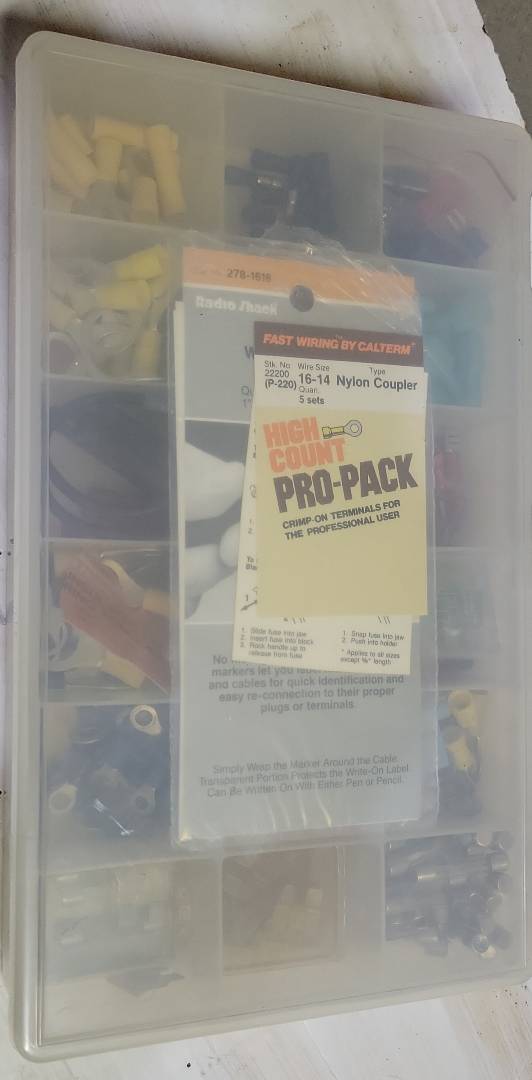 278-1616
Radio Shack
FAST WIRING BY CALTERM
Stk. No. Wire Size Type
22200 16-14 Nylon Coupler
(P-220) Quan.
5 sets
HIGH
COUNT
PRO-PACK
CRIMP-ON TERMINALS FOR
THE PROFESSIONAL USER
1. Slide fuse into jaw
2. Insert fuse into block
3. Rock handle up to
release from fuse
1. Snap fuse into jaw
2. Push into holder
* Applies to all sizes
except length
No
markers let you
and cables for quick identification and
easy re-connection to their proper
plugs or terminals.
Simply Wrap the Marker Around the Cable.
Transparent Portion Protects the Write-On Label.
Can Be Written On With Either Pen or Pencil.